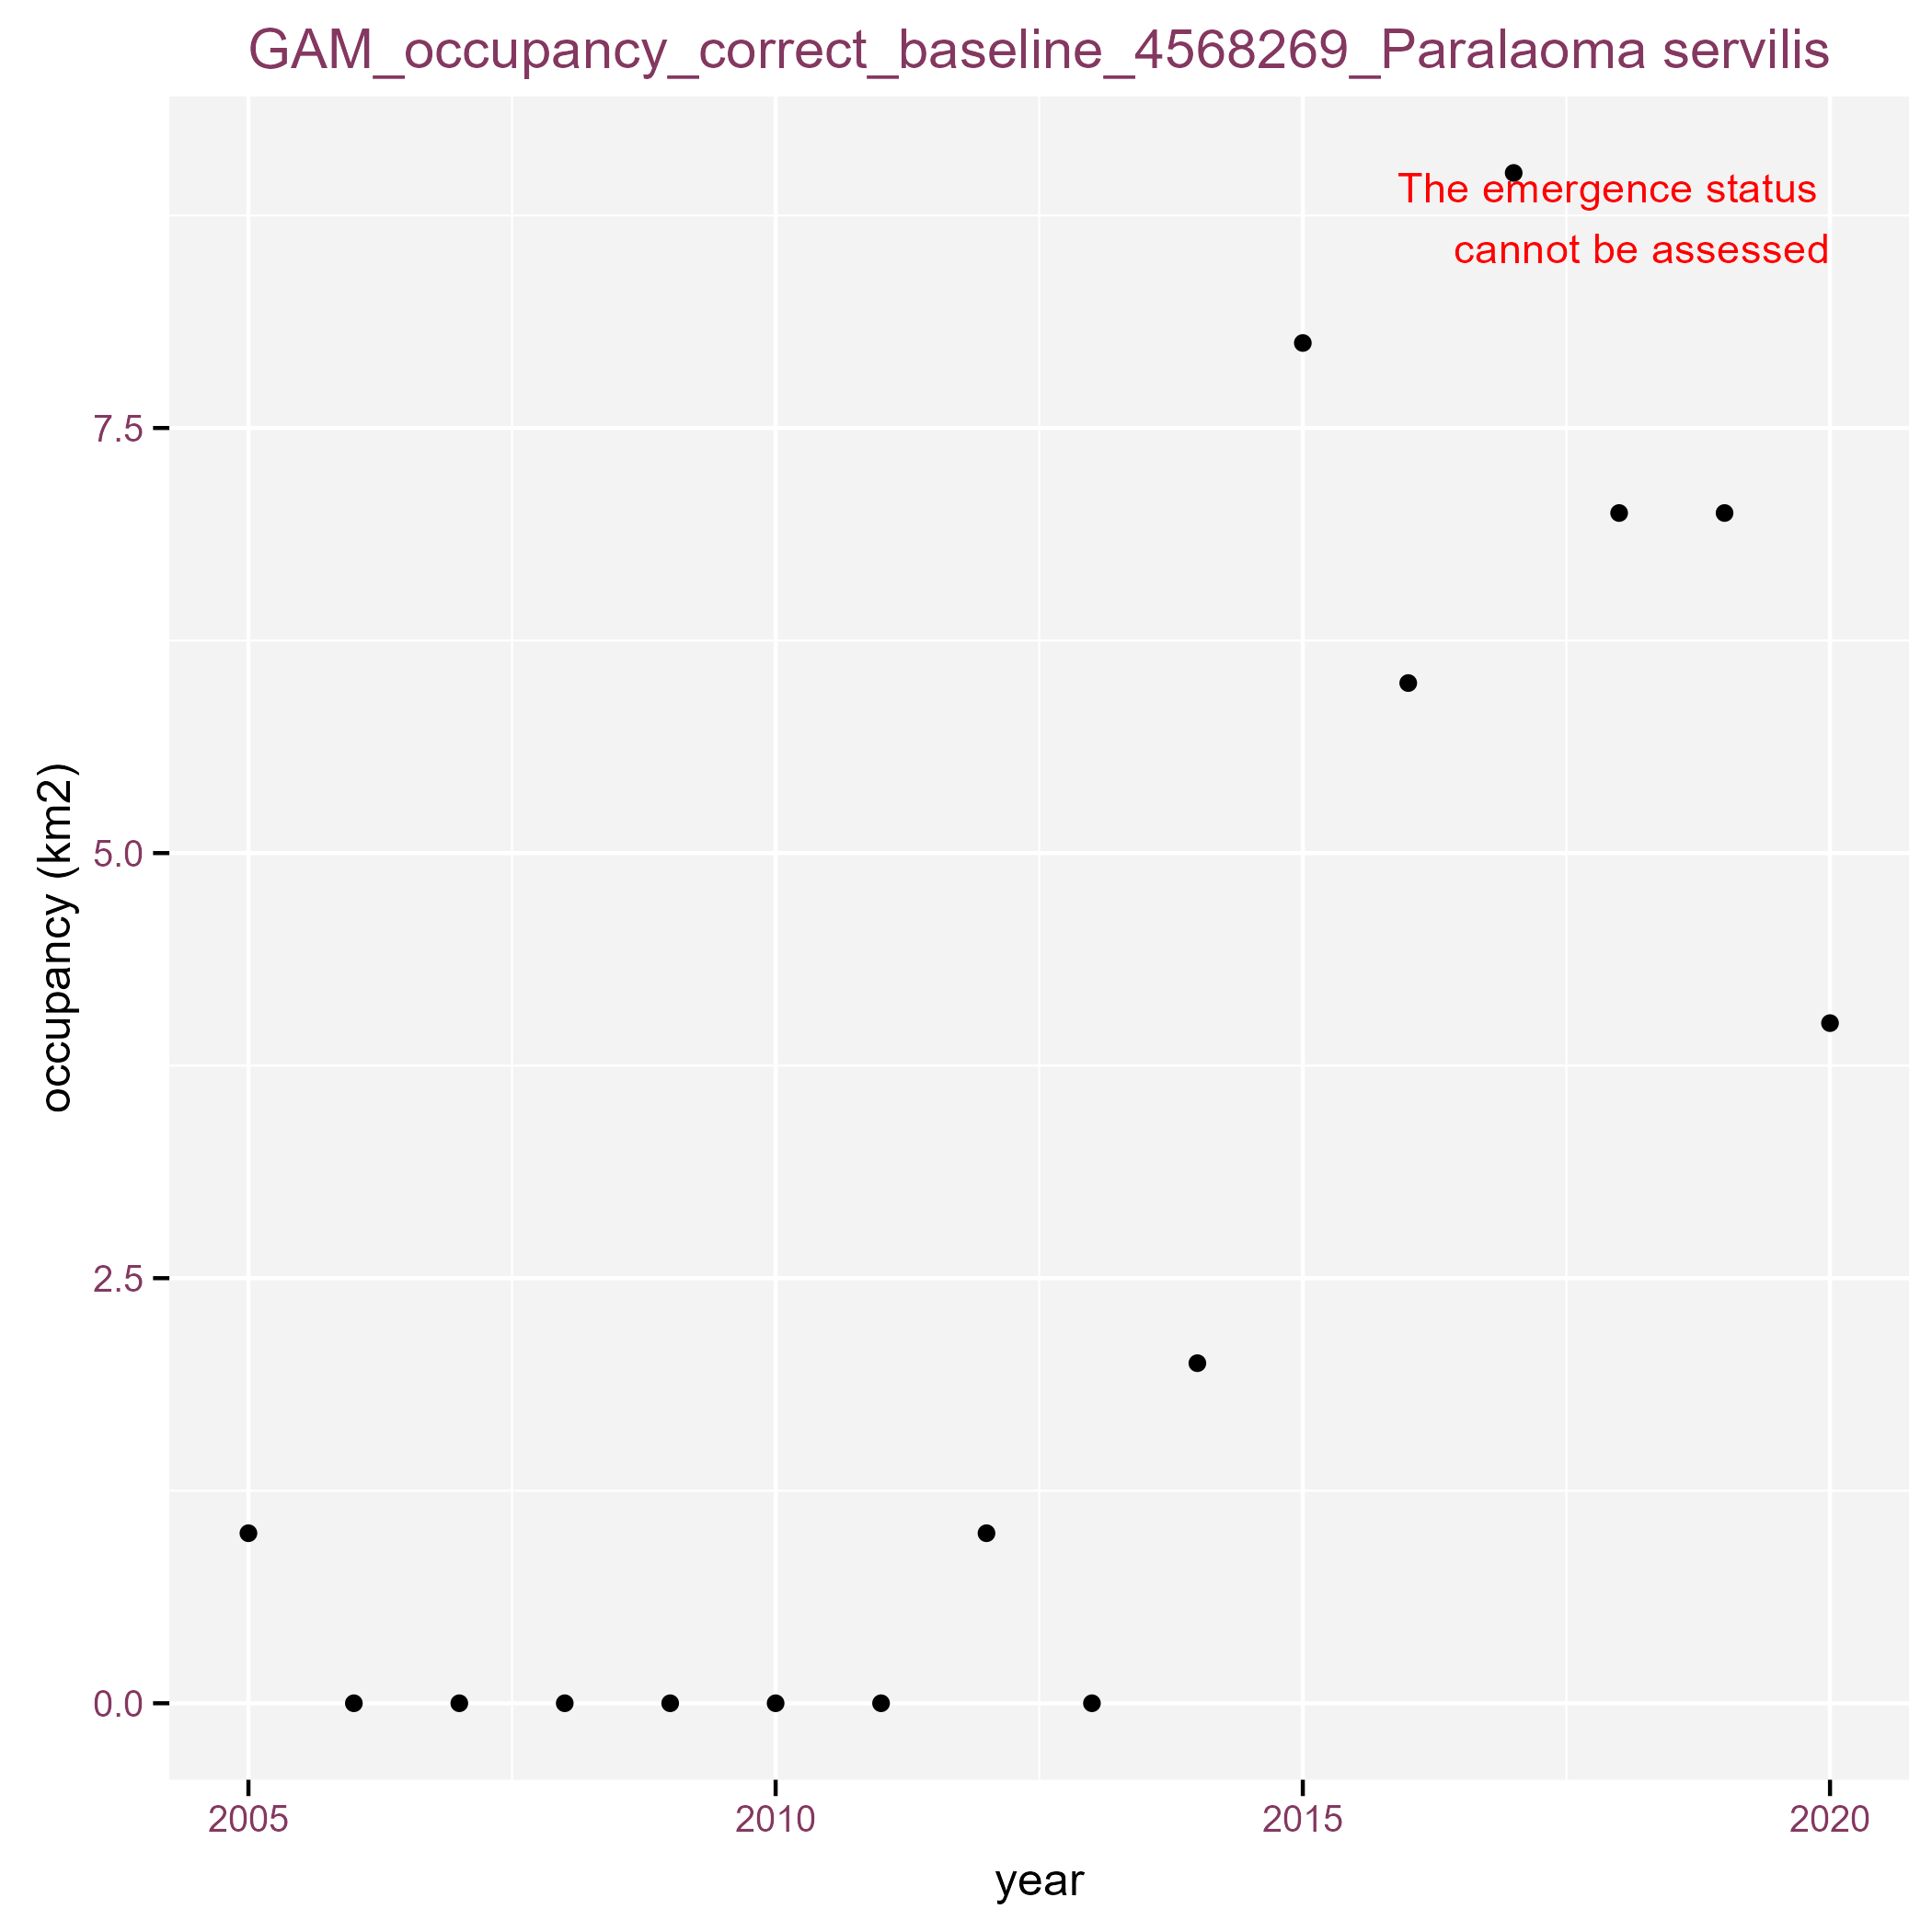 GAM_occupancy_correct_baseline_4568269_Paralaoma servilis
The emergence status
cannot be assessed
7.5
5.0
2.5
0.0
occupancy (km2)
2005 2010 2015 2020
year